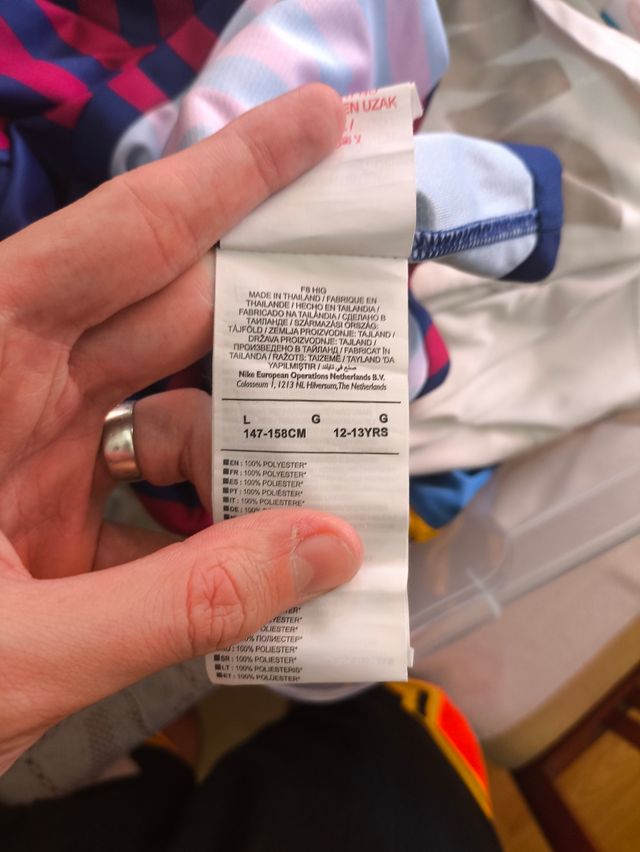 EN UZAK
F8 HIG
MADE IN THAILAND / FABRIQUE EN
THAILANDE / HECHO EN TAILANDIA /
FABRICADO NA TAILÂNDIA / СДЕЛАНО В
ТАИЛАНДЕ / SZÁRMAZÁSI ORSZÁG:
TÁJFÖLD / ZEMLJA PROIZVODNJE: TAJLAND /
DRŽAVA PROIZVODNJE: TAJLAND /
ПРОИЗВЕДЕНО В ТАЙЛАНД / FABRICAT ÎN
TAILANDA / RAŽOTS: TAIZEMĒ / TAYLAND 'DA
YAPILMIŞTIR / صنع في تايلند
Nike European Operations Netherlands B.V.
Colosseum 1, 1213 NL Hilversum, The Netherlands
L G G
147-158CM 12-13YRS
EN : 100% POLYESTER*
FR : 100% POLYESTER*
ES : 100% POLIÉSTER*
PT : 100% POLIÉSTER*
IT : 100% POLIESTERE*
DE : 100%
100% POLIESTER*
SR : 100% POLIESTER*
LT : 100% POLIESTERIS*
ET : 100% POLÜESTER*